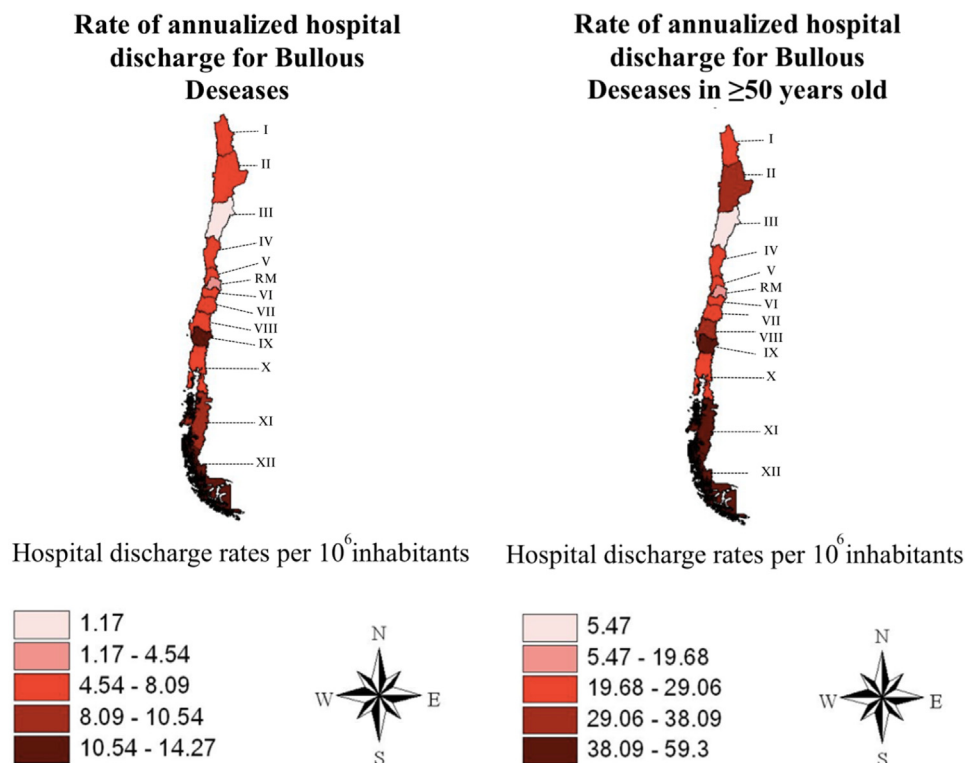 Rate of annualized hospital
discharge for Bullous
Deseases
I
II
III
IV
V
RM
VI
VII
VIII
IX
X
XI
XII
Hospital discharge rates per 10⁶ inhabitants
1.17
1.17 - 4.54
4.54 - 8.09
8.09 - 10.54
10.54 - 14.27
N
W
E
S
Rate of annualized hospital
discharge for Bullous
Deseases in ≥50 years old
I
II
III
IV
V
RM
VI
VII
VIII
IX
X
XI
XII
Hospital discharge rates per 10⁶ inhabitants
5.47
5.47 - 19.68
19.68 - 29.06
29.06 - 38.09
38.09 - 59.3
N
W
E
S